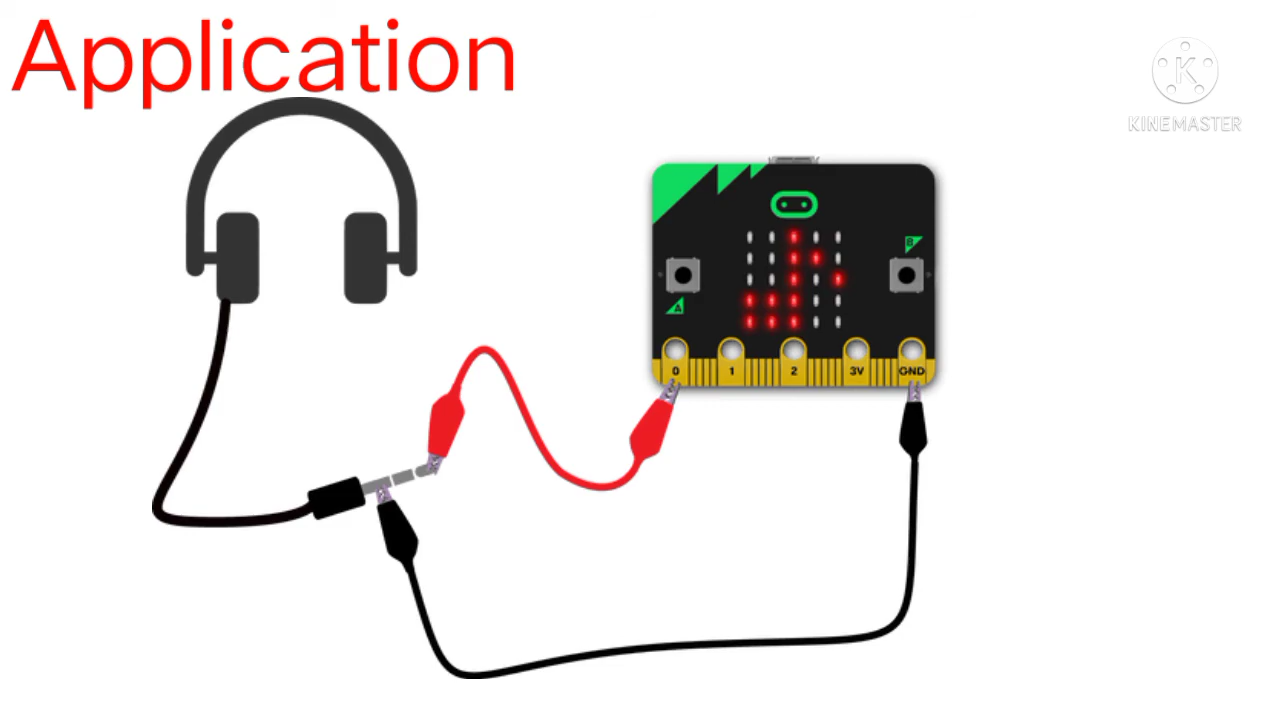 Application
K
KINEMASTER
B
A
0 1 2 3V GND